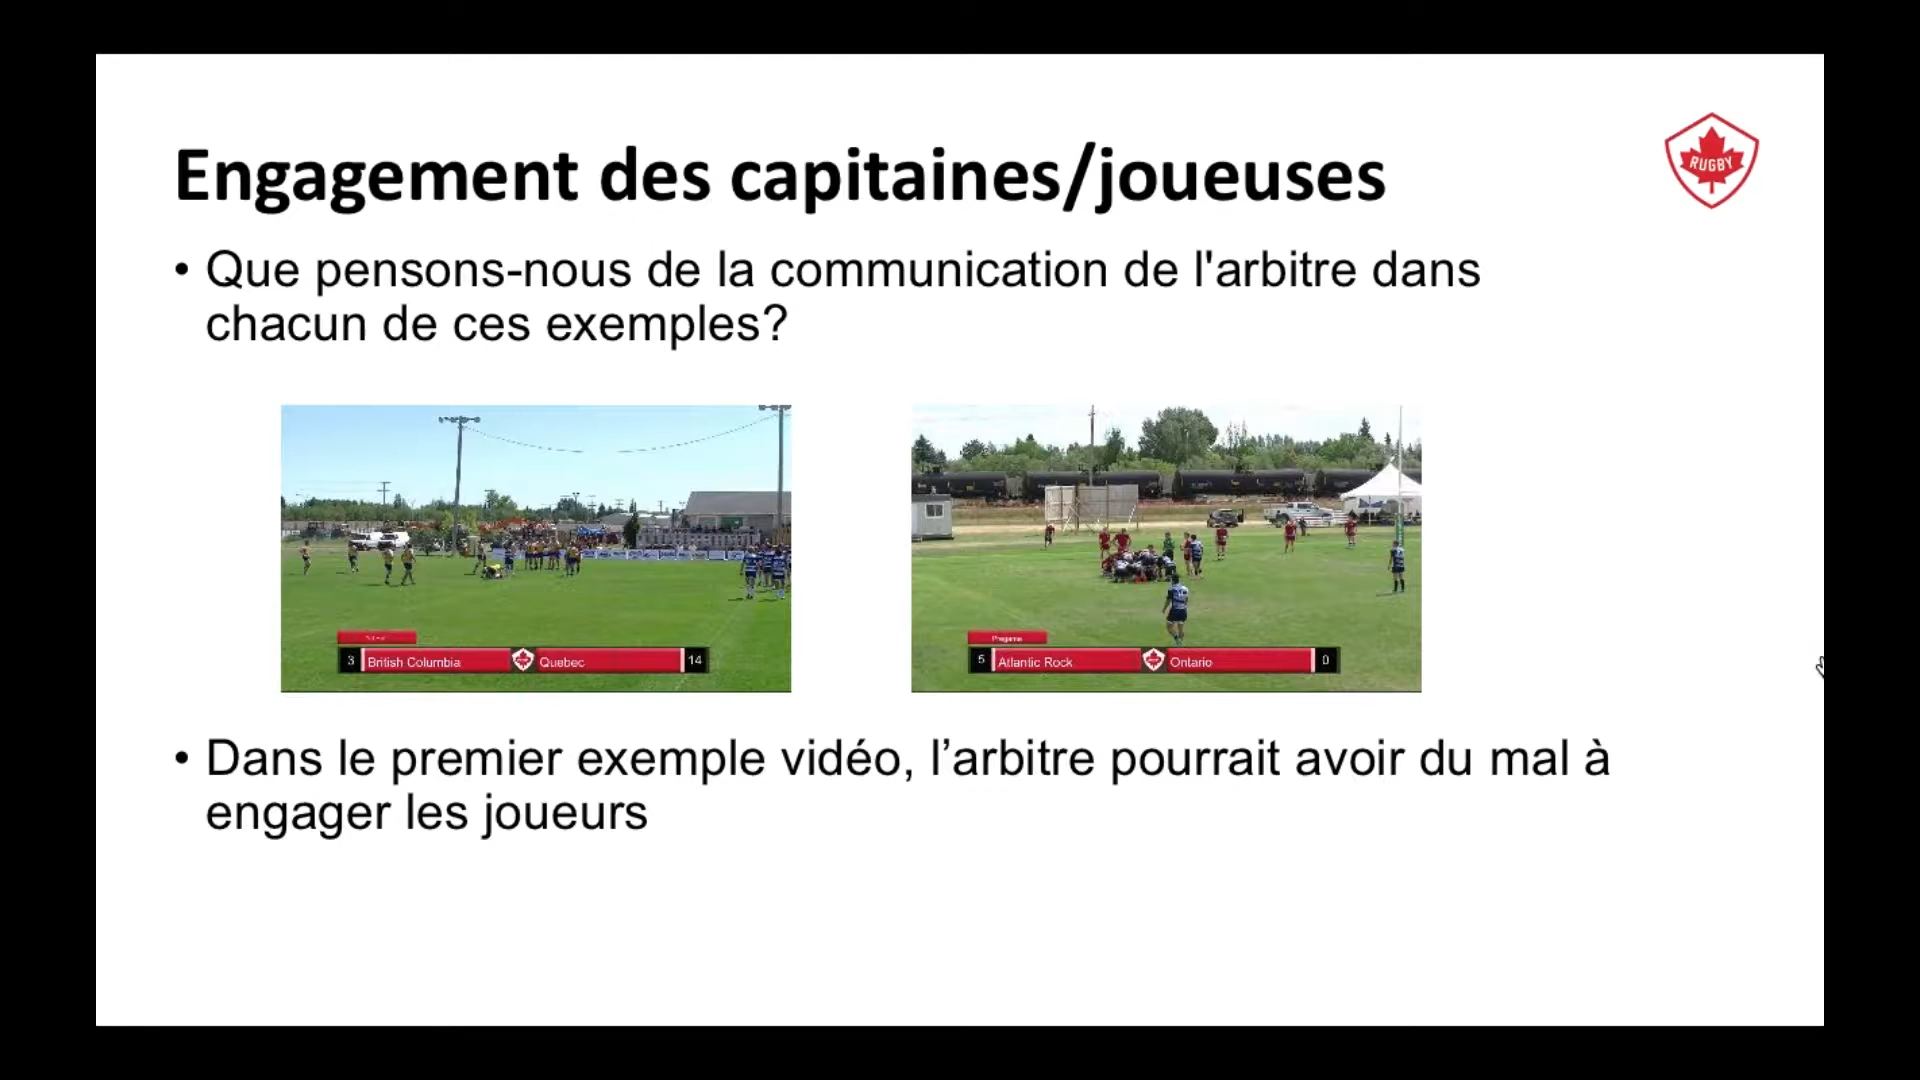 Engagement des capitaines/joueuses
RUGBY
• Que pensons-nous de la communication de l'arbitre dans
chacun de ces exemples?
3 British Columbia Quebec 14
Pregame
5 Atlantic Rock Ontario 0
• Dans le premier exemple vidéo, l’arbitre pourrait avoir du mal à
engager les joueurs